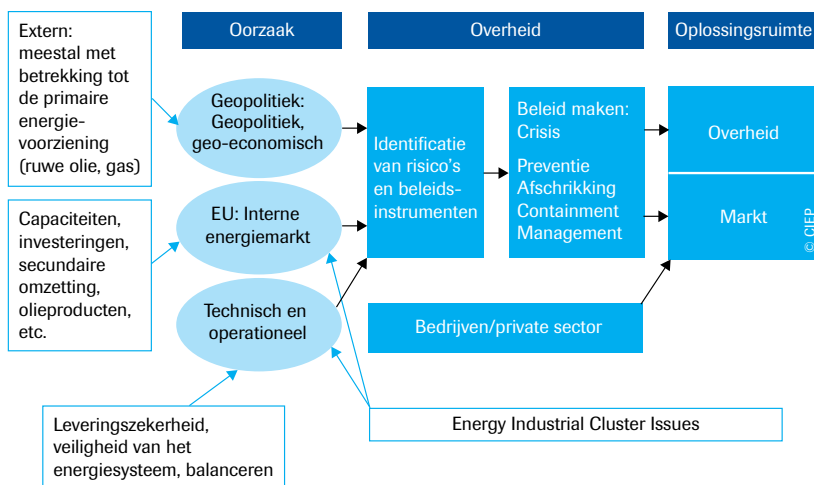 Extern:
meestal met
betrekking tot
de primaire
energie-
voorziening
(ruwe olie, gas)
Capaciteiten,
investeringen,
secundaire
omzetting,
olieproducten,
etc.
Oorzaak
Geopolitiek:
Geopolitiek,
geo-economisch
EU: Interne
energiemarkt
Technisch en
operationeel
Leveringszekerheid,
veiligheid van het
energiesysteem, balanceren
Overheid
Identificatie
van risico's
en beleids-
instrumenten
Beleid maken:
Crisis
Preventie
Afschrikking
Containment
Management
Bedrijven/private sector
Energy Industrial Cluster Issues
Oplossingsruimte
Overheid
Markt
© CIEP